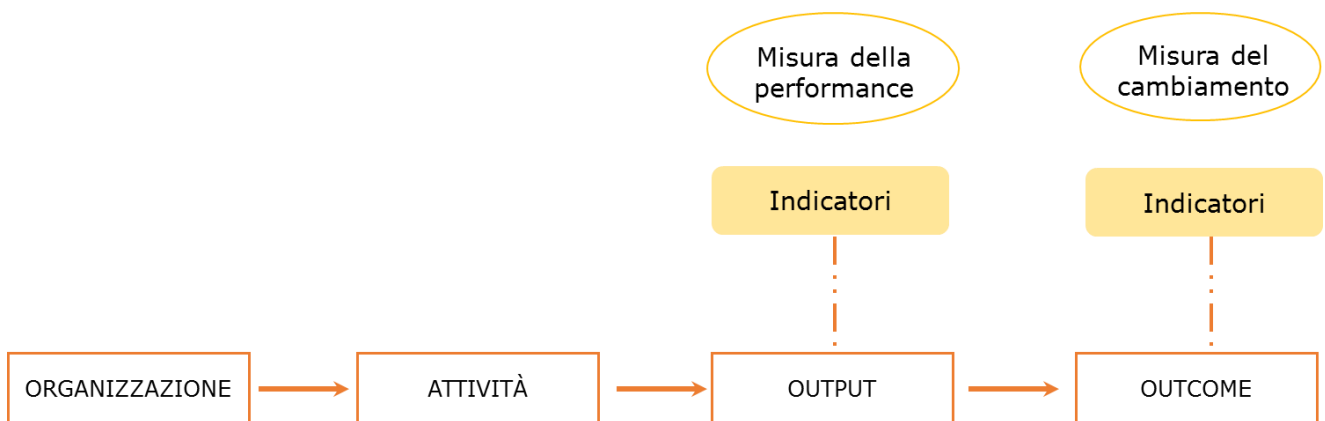 Misura della
performance
Misura del
cambiamento
Indicatori
Indicatori
ORGANIZZAZIONE
ATTIVITÀ
OUTPUT
OUTCOME